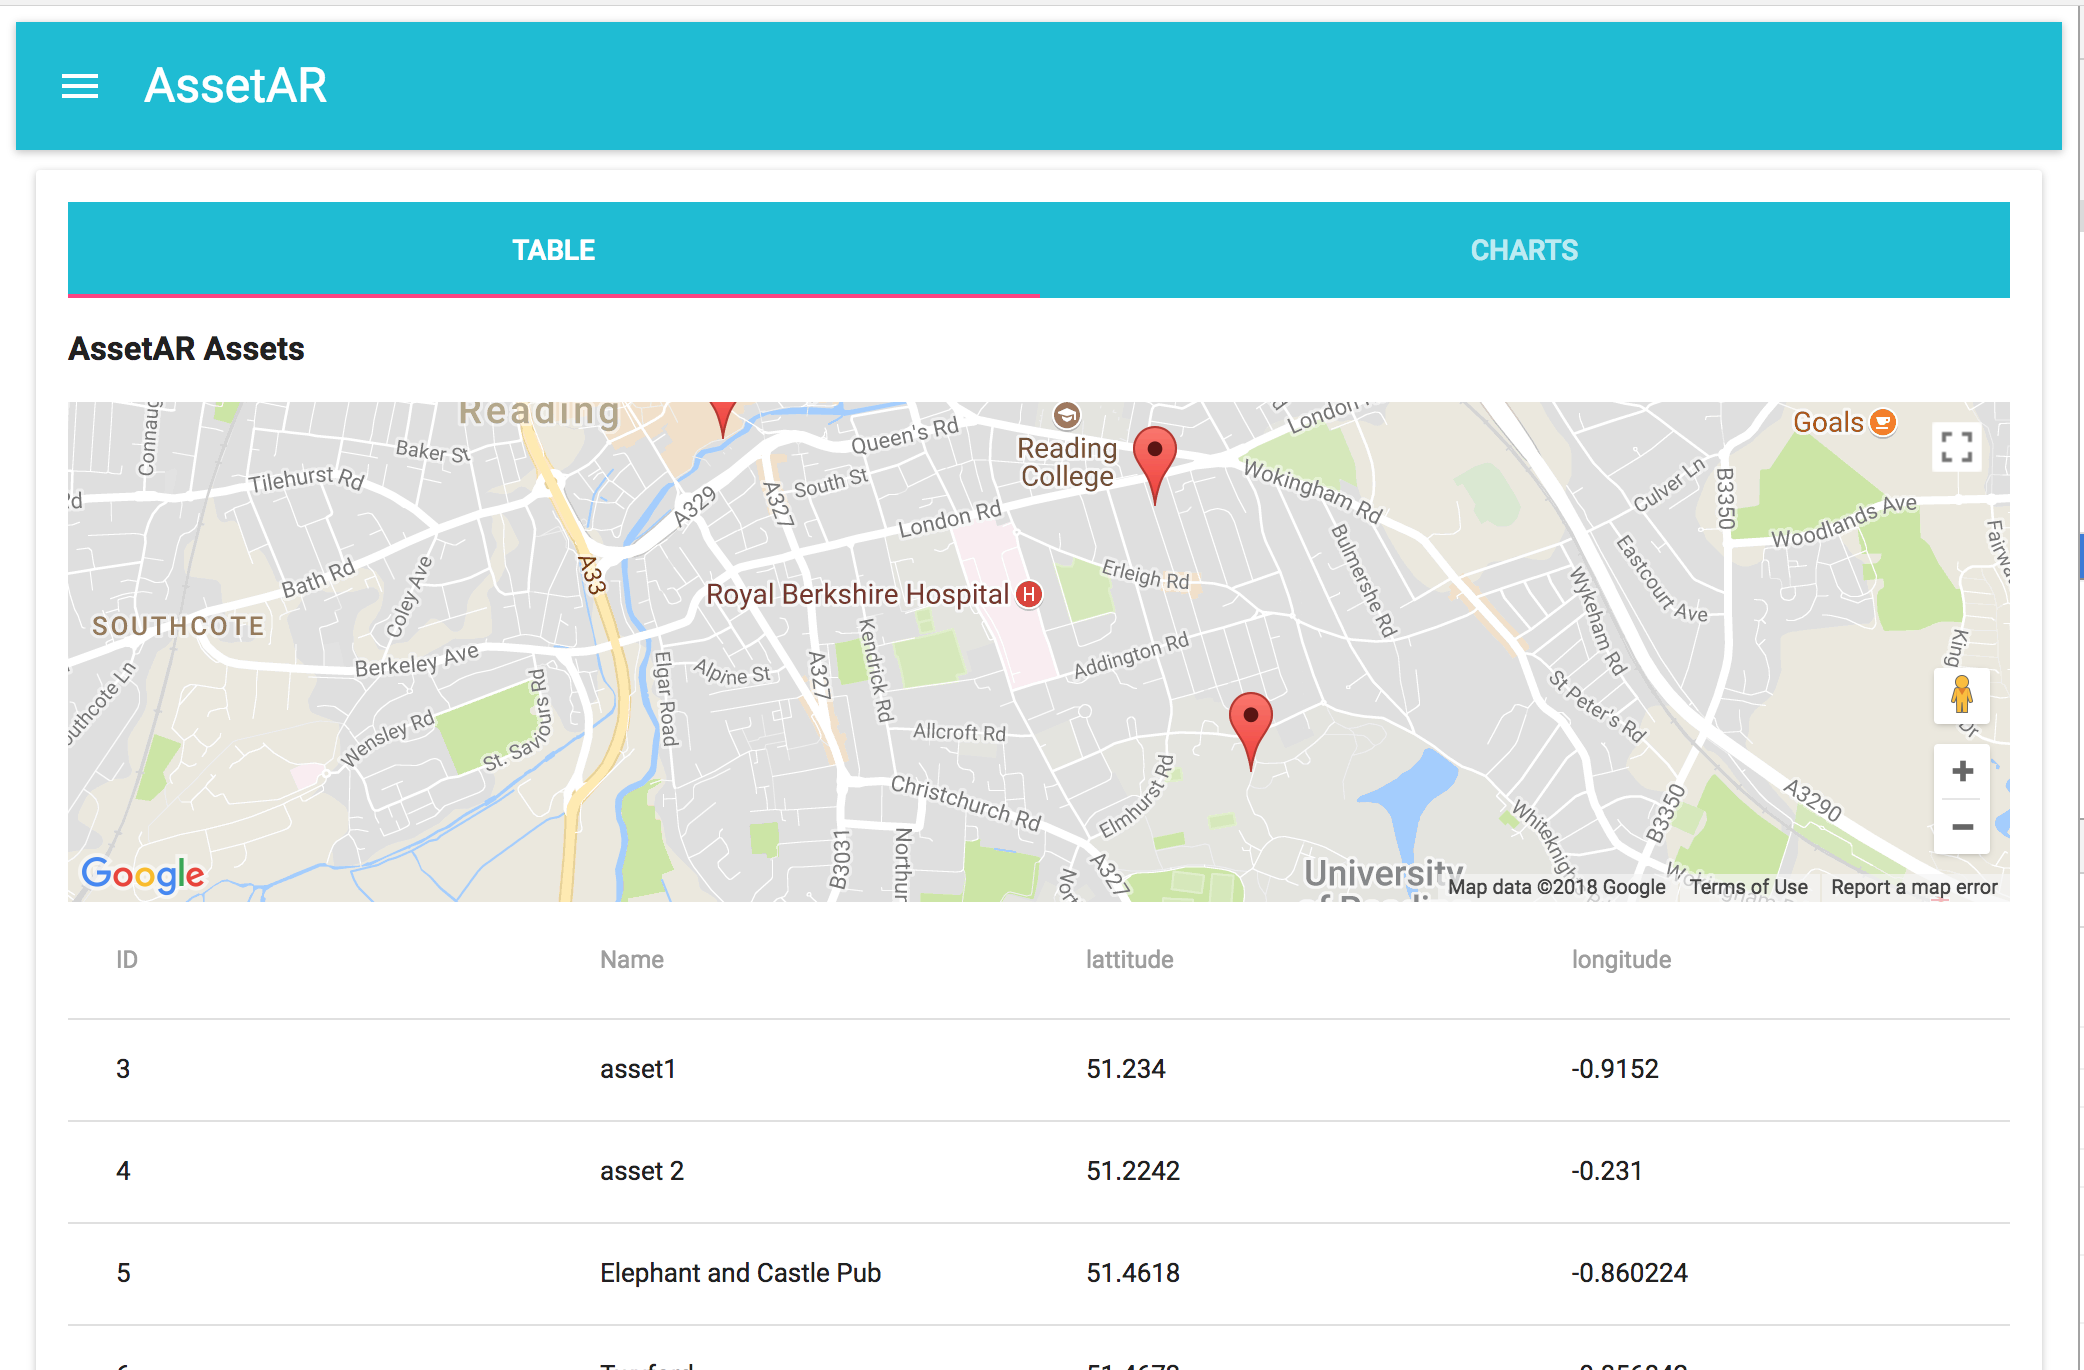 AssetAR
TABLE CHARTS
AssetAR Assets
Reading
Connaug
Baker St
Tilehurst Rd
Queen's Rd
South St
A329
A327
Reading
College
London Rd
London
Goals
Culver Ln
B3350
Woodlands Ave
Wokingham Rd
Bulmershe Rd
Eastcourt Ave
Wykeham Rd
Bath Rd
Coley Ave
A33
Royal Berkshire Hospital H
Erleigh Rd
SOUTHCOTE
Berkeley Ave
Elgar Road
Alpine St
A327
Kendrick Rd
Addington Rd
King
St Peter's Rd
Wensley Rd
St. Saviours Rd
Allcroft Rd
Christchurch Rd
Elmhurst Rd
B3350
A3290
Whiteknigh
B3031
Northur
A327
University
Google
Map data ©2018 Google Terms of Use Report a map error
ID Name lattitude longitude
3 asset1 51.234 -0.9152
4 asset 2 51.2242 -0.231
5 Elephant and Castle Pub 51.4618 -0.860224